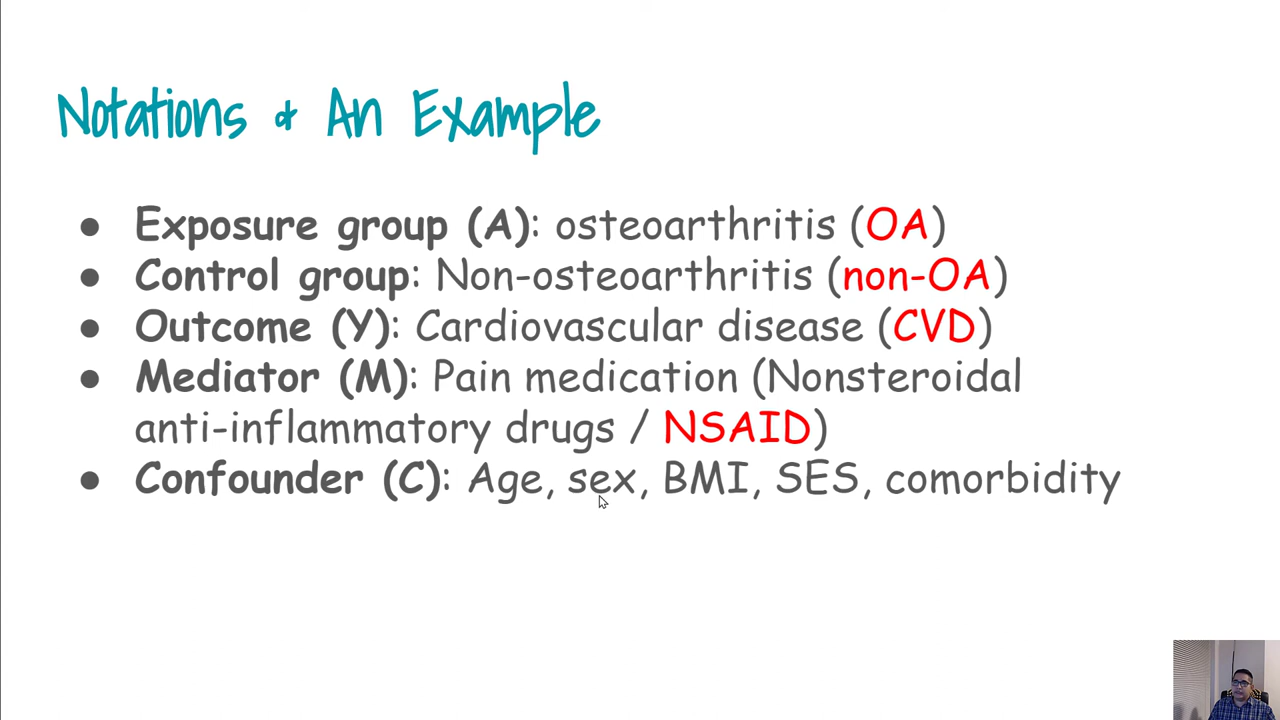 Notations & An Example
● Exposure group (A): osteoarthritis (OA)
● Control group: Non-osteoarthritis (non-OA)
● Outcome (Y): Cardiovascular disease (CVD)
● Mediator (M): Pain medication (Nonsteroidal
anti-inflammatory drugs / NSAID)
● Confounder (C): Age, sex, BMI, SES, comorbidity